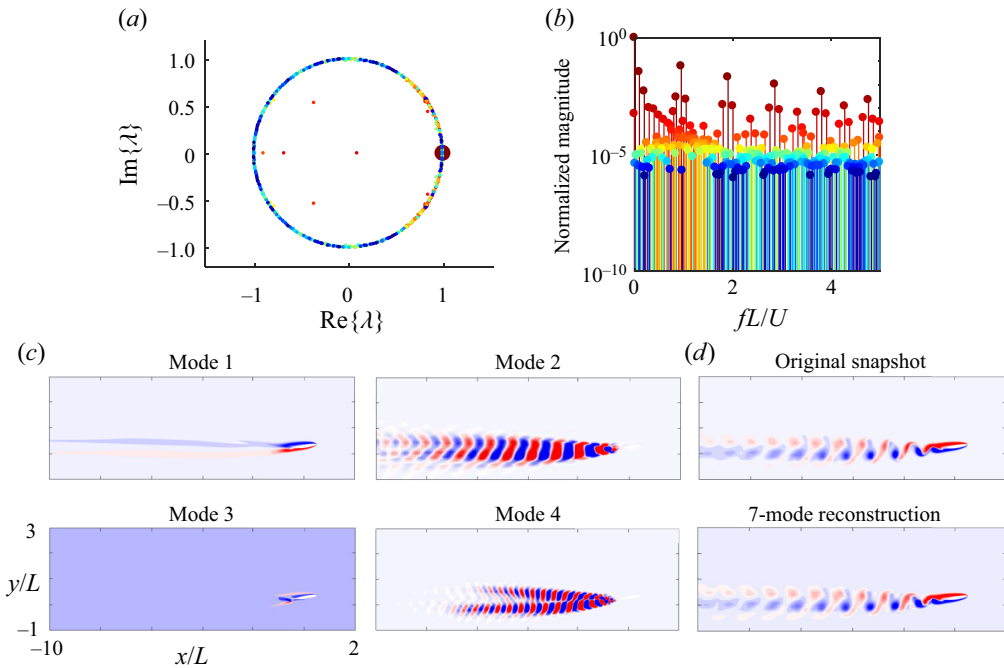 (a)
1.0
0.5
0
−0.5
−1.0
Im{λ}
−1 0 1
Re{λ}
(b)
10⁰
10⁻⁵
10⁻¹⁰
Normalized magnitude
0 2 4
fL/U
(c)
Mode 1
Mode 2
(d)
Original snapshot
Mode 3
Mode 4
7-mode reconstruction
3
y/L
−1
−10 2
x/L